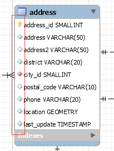 address
address_id SMALLINT
address VARCHAR(50)
address2 VARCHAR(50)
district VARCHAR(20)
city_id SMALLINT
postal_code VARCHAR(10)
phone VARCHAR(20)
location GEOMETRY
last_update TIMESTAMP
Indexes